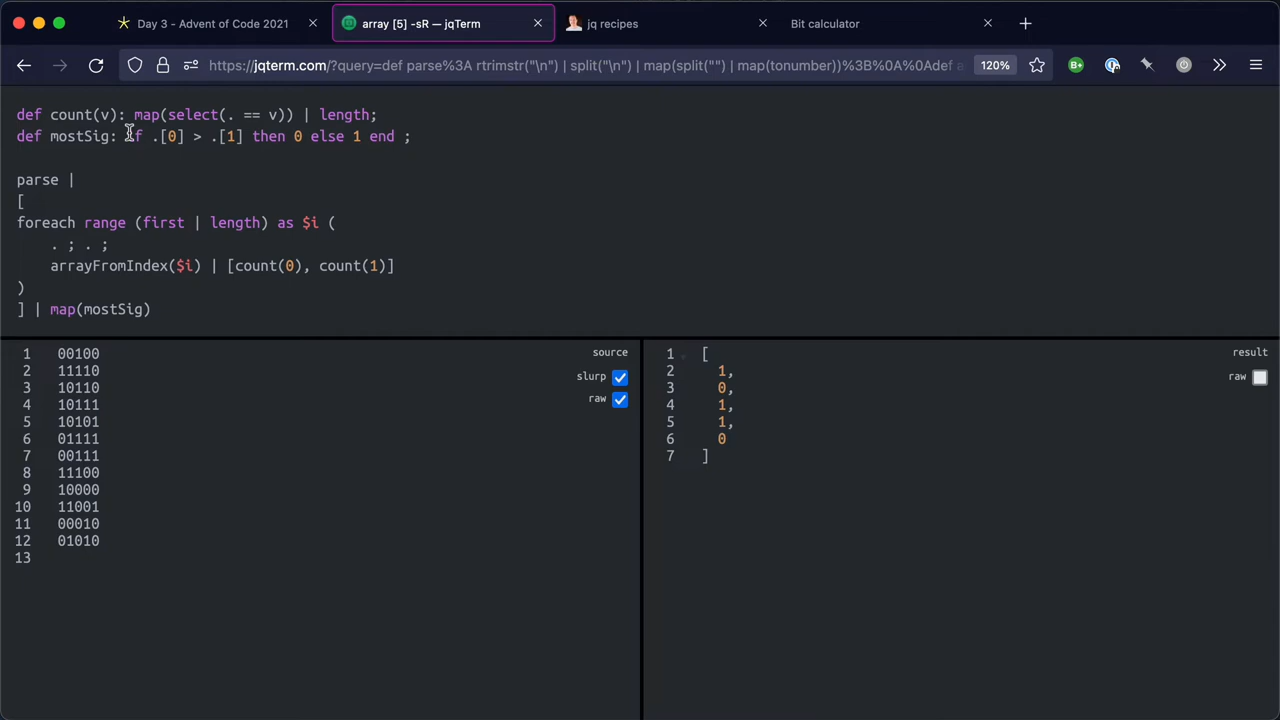 Day 3 - Advent of Code 2021
array [5] -sR — jqTerm
jq recipes
Bit calculator
https://jqterm.com/?query=def parse%3A rtrimstr("\n") | split("\n") | map(split("") | map(tonumber))%3B%0A%0Adef a
120%
def count(v): map(select(. == v)) | length;
def mostSig: if .[0] > .[1] then 0 else 1 end ;
parse |
[
foreach range (first | length) as $i (
. ; . ;
arrayFromIndex($i) | [count(0), count(1)]
)
] | map(mostSig)
source
slurp
raw
1 00100
2 11110
3 10110
4 10111
5 10101
6 01111
7 00111
8 11100
9 10000
10 11001
11 00010
12 01010
13
result
raw
1 [
2 1,
3 0,
4 1,
5 1,
6 0
7 ]